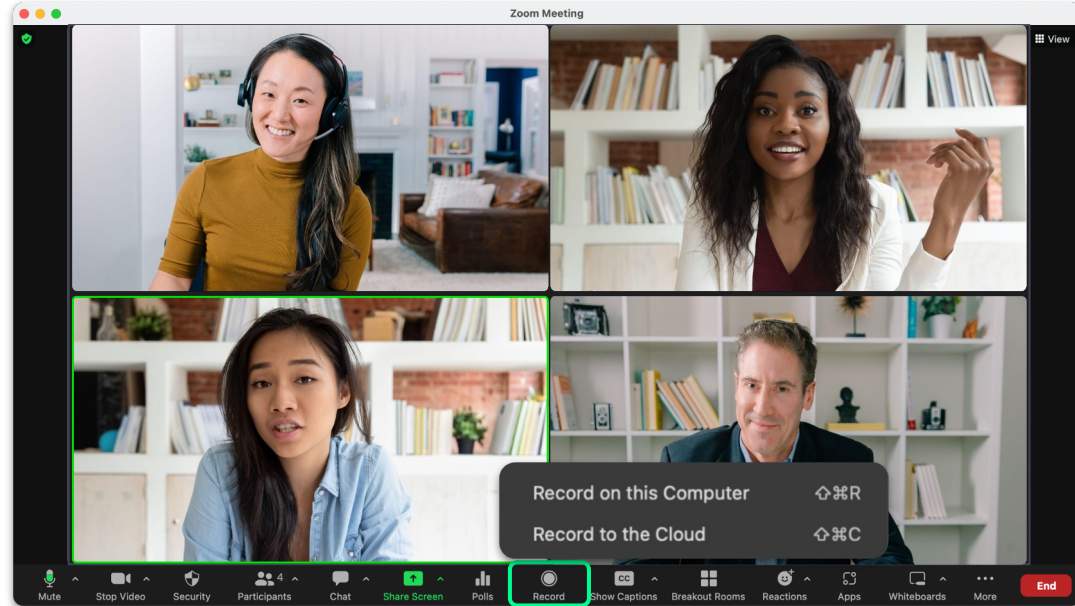 Zoom Meeting
View
Record on this Computer ⇧⌘R
Record to the Cloud ⇧⌘C
4
Mute
Stop Video
Security
Participants
Chat
Share Screen
Polls
Record
CC
Show Captions
Breakout Rooms
Reactions
Apps
Whiteboards
More
End